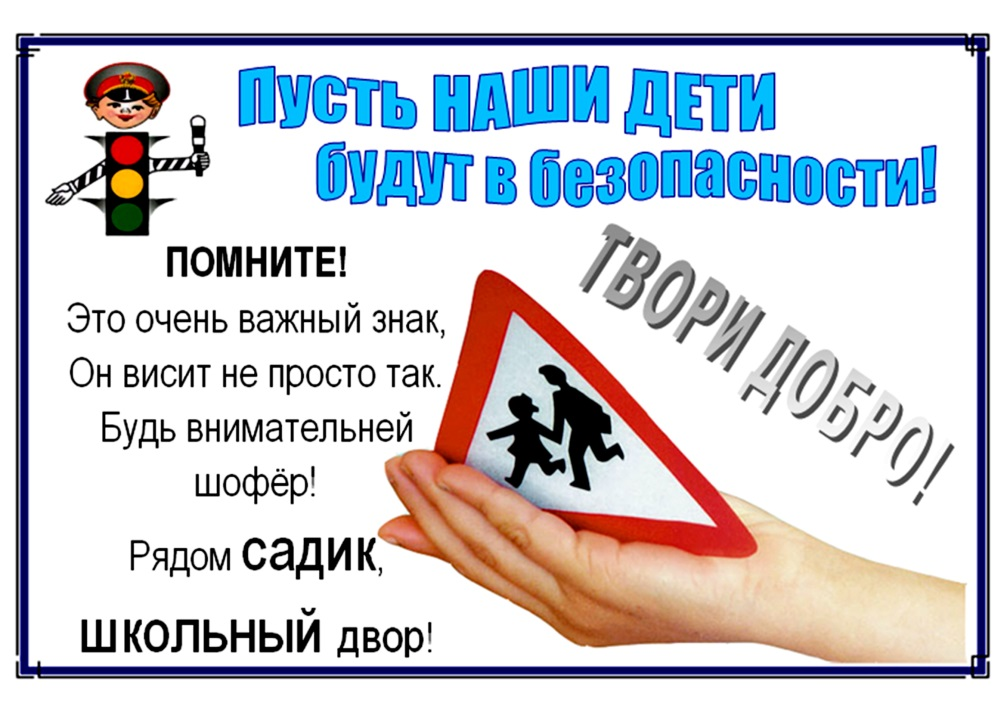 Пусть НАШИ ДЕТИ
будут в безопасности!
ТВОРИ ДОБРО!
ПОМНИТЕ!
Это очень важный знак,
Он висит не просто так.
Будь внимательней
шофёр!
Рядом садик,
школьный двор!